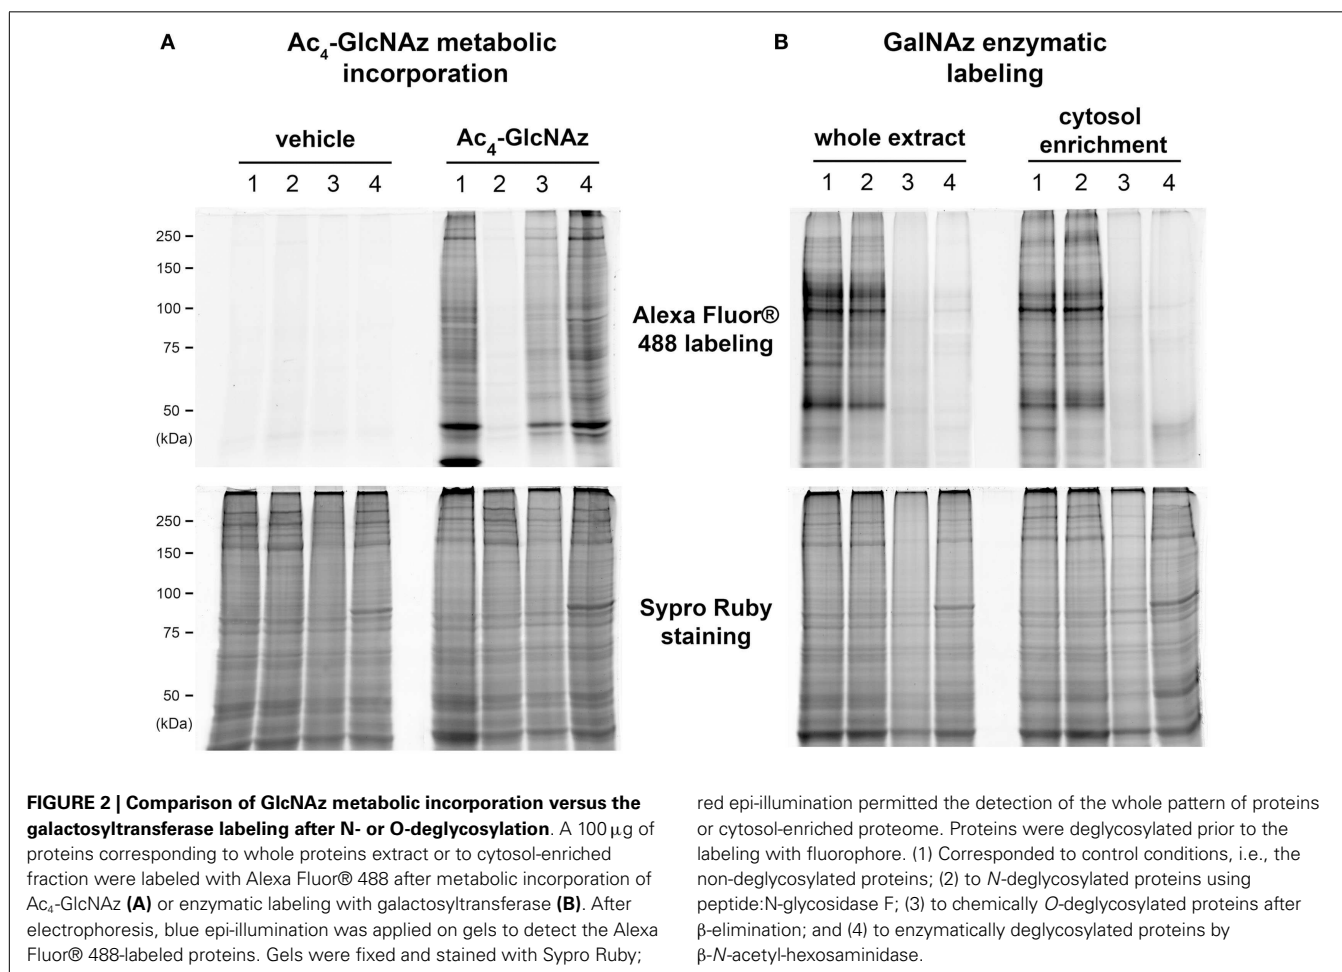 A
Ac4-GlcNAz metabolic
incorporation
B
GalNAz enzymatic
labeling
vehicle
Ac4-GlcNAz
whole extract
cytosol
enrichment
1 2 3 4
1 2 3 4
1 2 3 4
1 2 3 4
250
150
100
75
50
(kDa)
Alexa Fluor®
488 labeling
250
150
100
75
50
(kDa)
Sypro Ruby
staining
FIGURE 2 | Comparison of GlcNAz metabolic incorporation versus the
galactosyltransferase labeling after N- or O-deglycosylation. A 100 μg of
proteins corresponding to whole proteins extract or to cytosol-enriched
fraction were labeled with Alexa Fluor® 488 after metabolic incorporation of
Ac4-GlcNAz (A) or enzymatic labeling with galactosyltransferase (B). After
electrophoresis, blue epi-illumination was applied on gels to detect the Alexa
Fluor® 488-labeled proteins. Gels were fixed and stained with Sypro Ruby;
red epi-illumination permitted the detection of the whole pattern of proteins
or cytosol-enriched proteome. Proteins were deglycosylated prior to the
labeling with fluorophore. (1) Corresponded to control conditions, i.e., the
non-deglycosylated proteins; (2) to N-deglycosylated proteins using
peptide:N-glycosidase F; (3) to chemically O-deglycosylated proteins after
β-elimination; and (4) to enzymatically deglycosylated proteins by
β-N-acetyl-hexosaminidase.